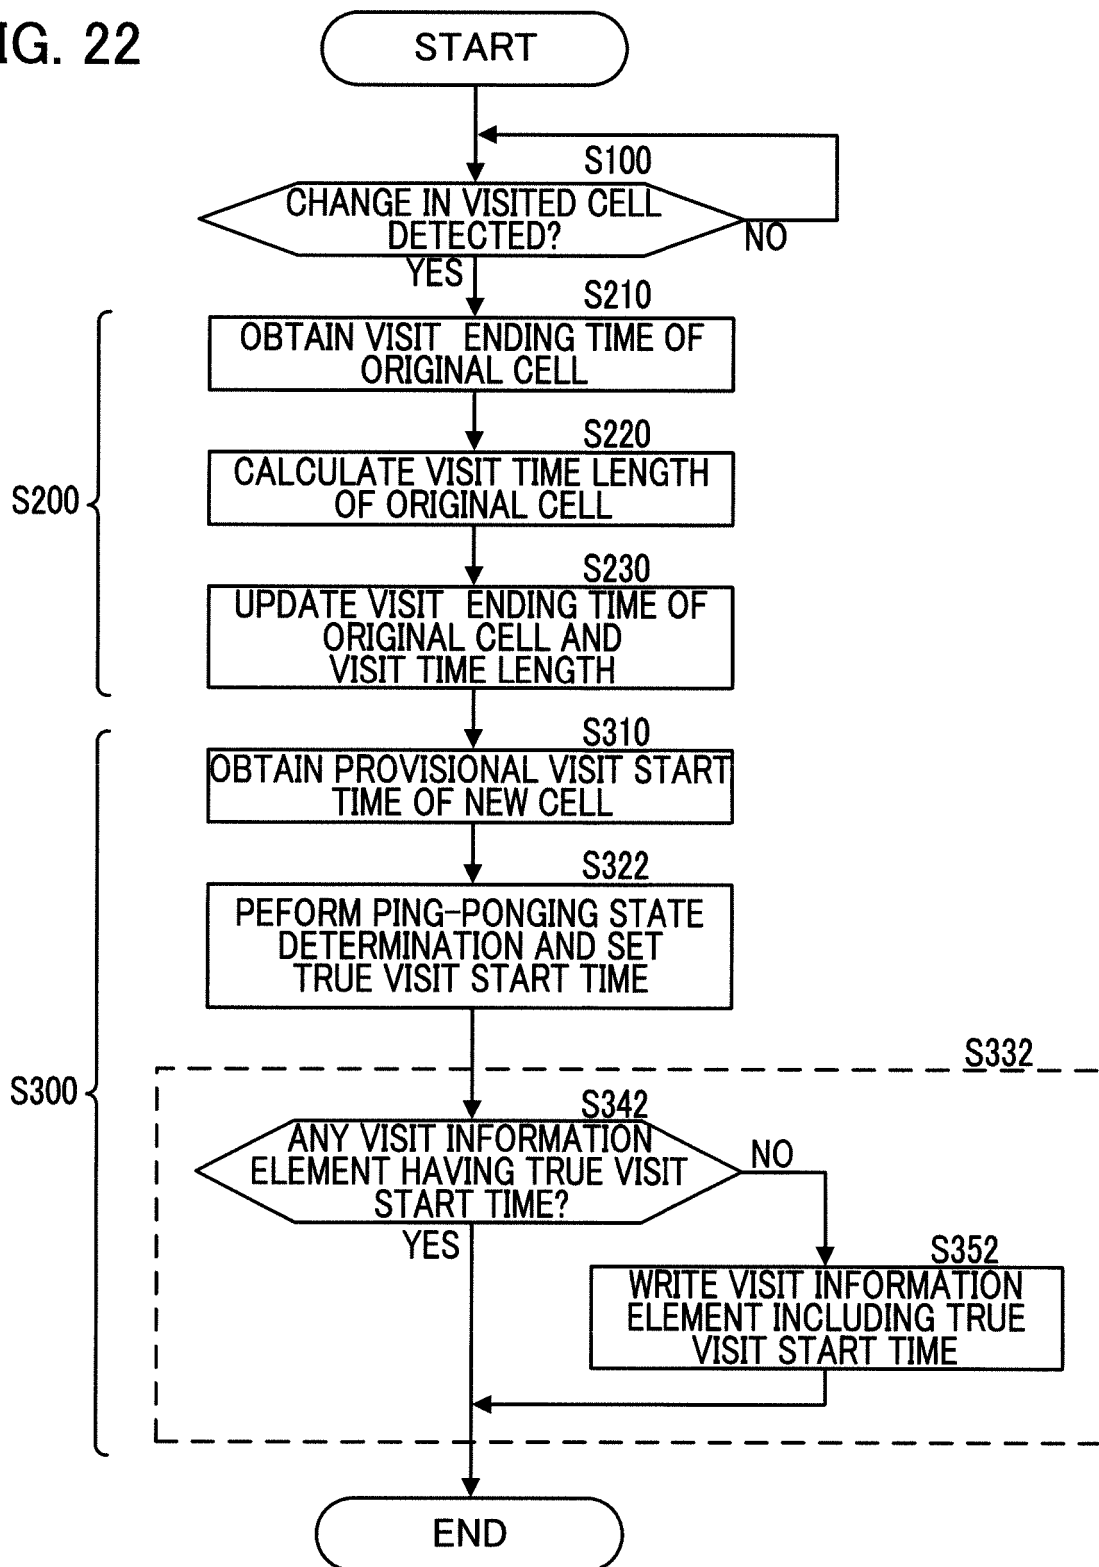 IG. 22
START
S100
CHANGE IN VISITED CELL
DETECTED?
NO
YES
S210
OBTAIN VISIT ENDING TIME OF
ORIGINAL CELL
S220
CALCULATE VISIT TIME LENGTH
OF ORIGINAL CELL
S200
S230
UPDATE VISIT ENDING TIME OF
ORIGINAL CELL AND
VISIT TIME LENGTH
S310
OBTAIN PROVISIONAL VISIT START
TIME OF NEW CELL
S322
PEFORM PING-PONGING STATE
DETERMINATION AND SET
TRUE VISIT START TIME
S332
S300
S342
ANY VISIT INFORMATION
ELEMENT HAVING TRUE VISIT
START TIME?
NO
YES
S352
WRITE VISIT INFORMATION
ELEMENT INCLUDING TRUE
VISIT START TIME
END